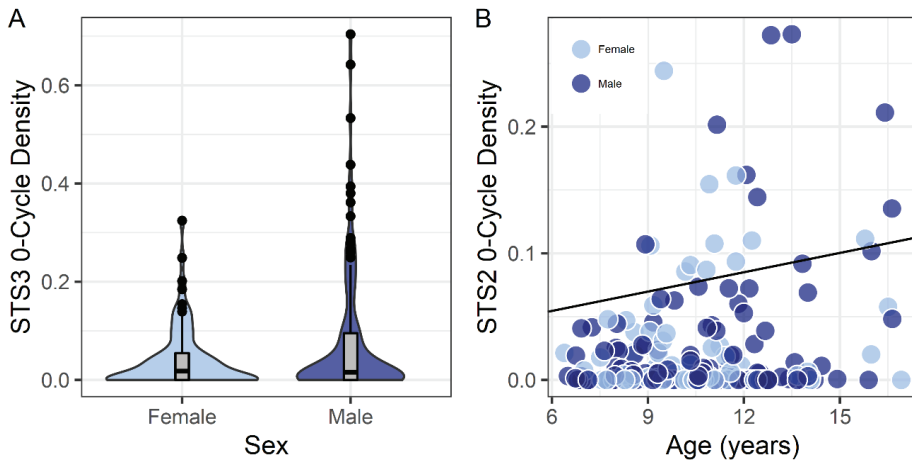 A
STS3 0-Cycle Density
0.6
0.4
0.2
0.0
Female
Male
Sex
B
STS2 0-Cycle Density
Female
Male
0.2
0.1
0.0
6
9
12
15
Age (years)